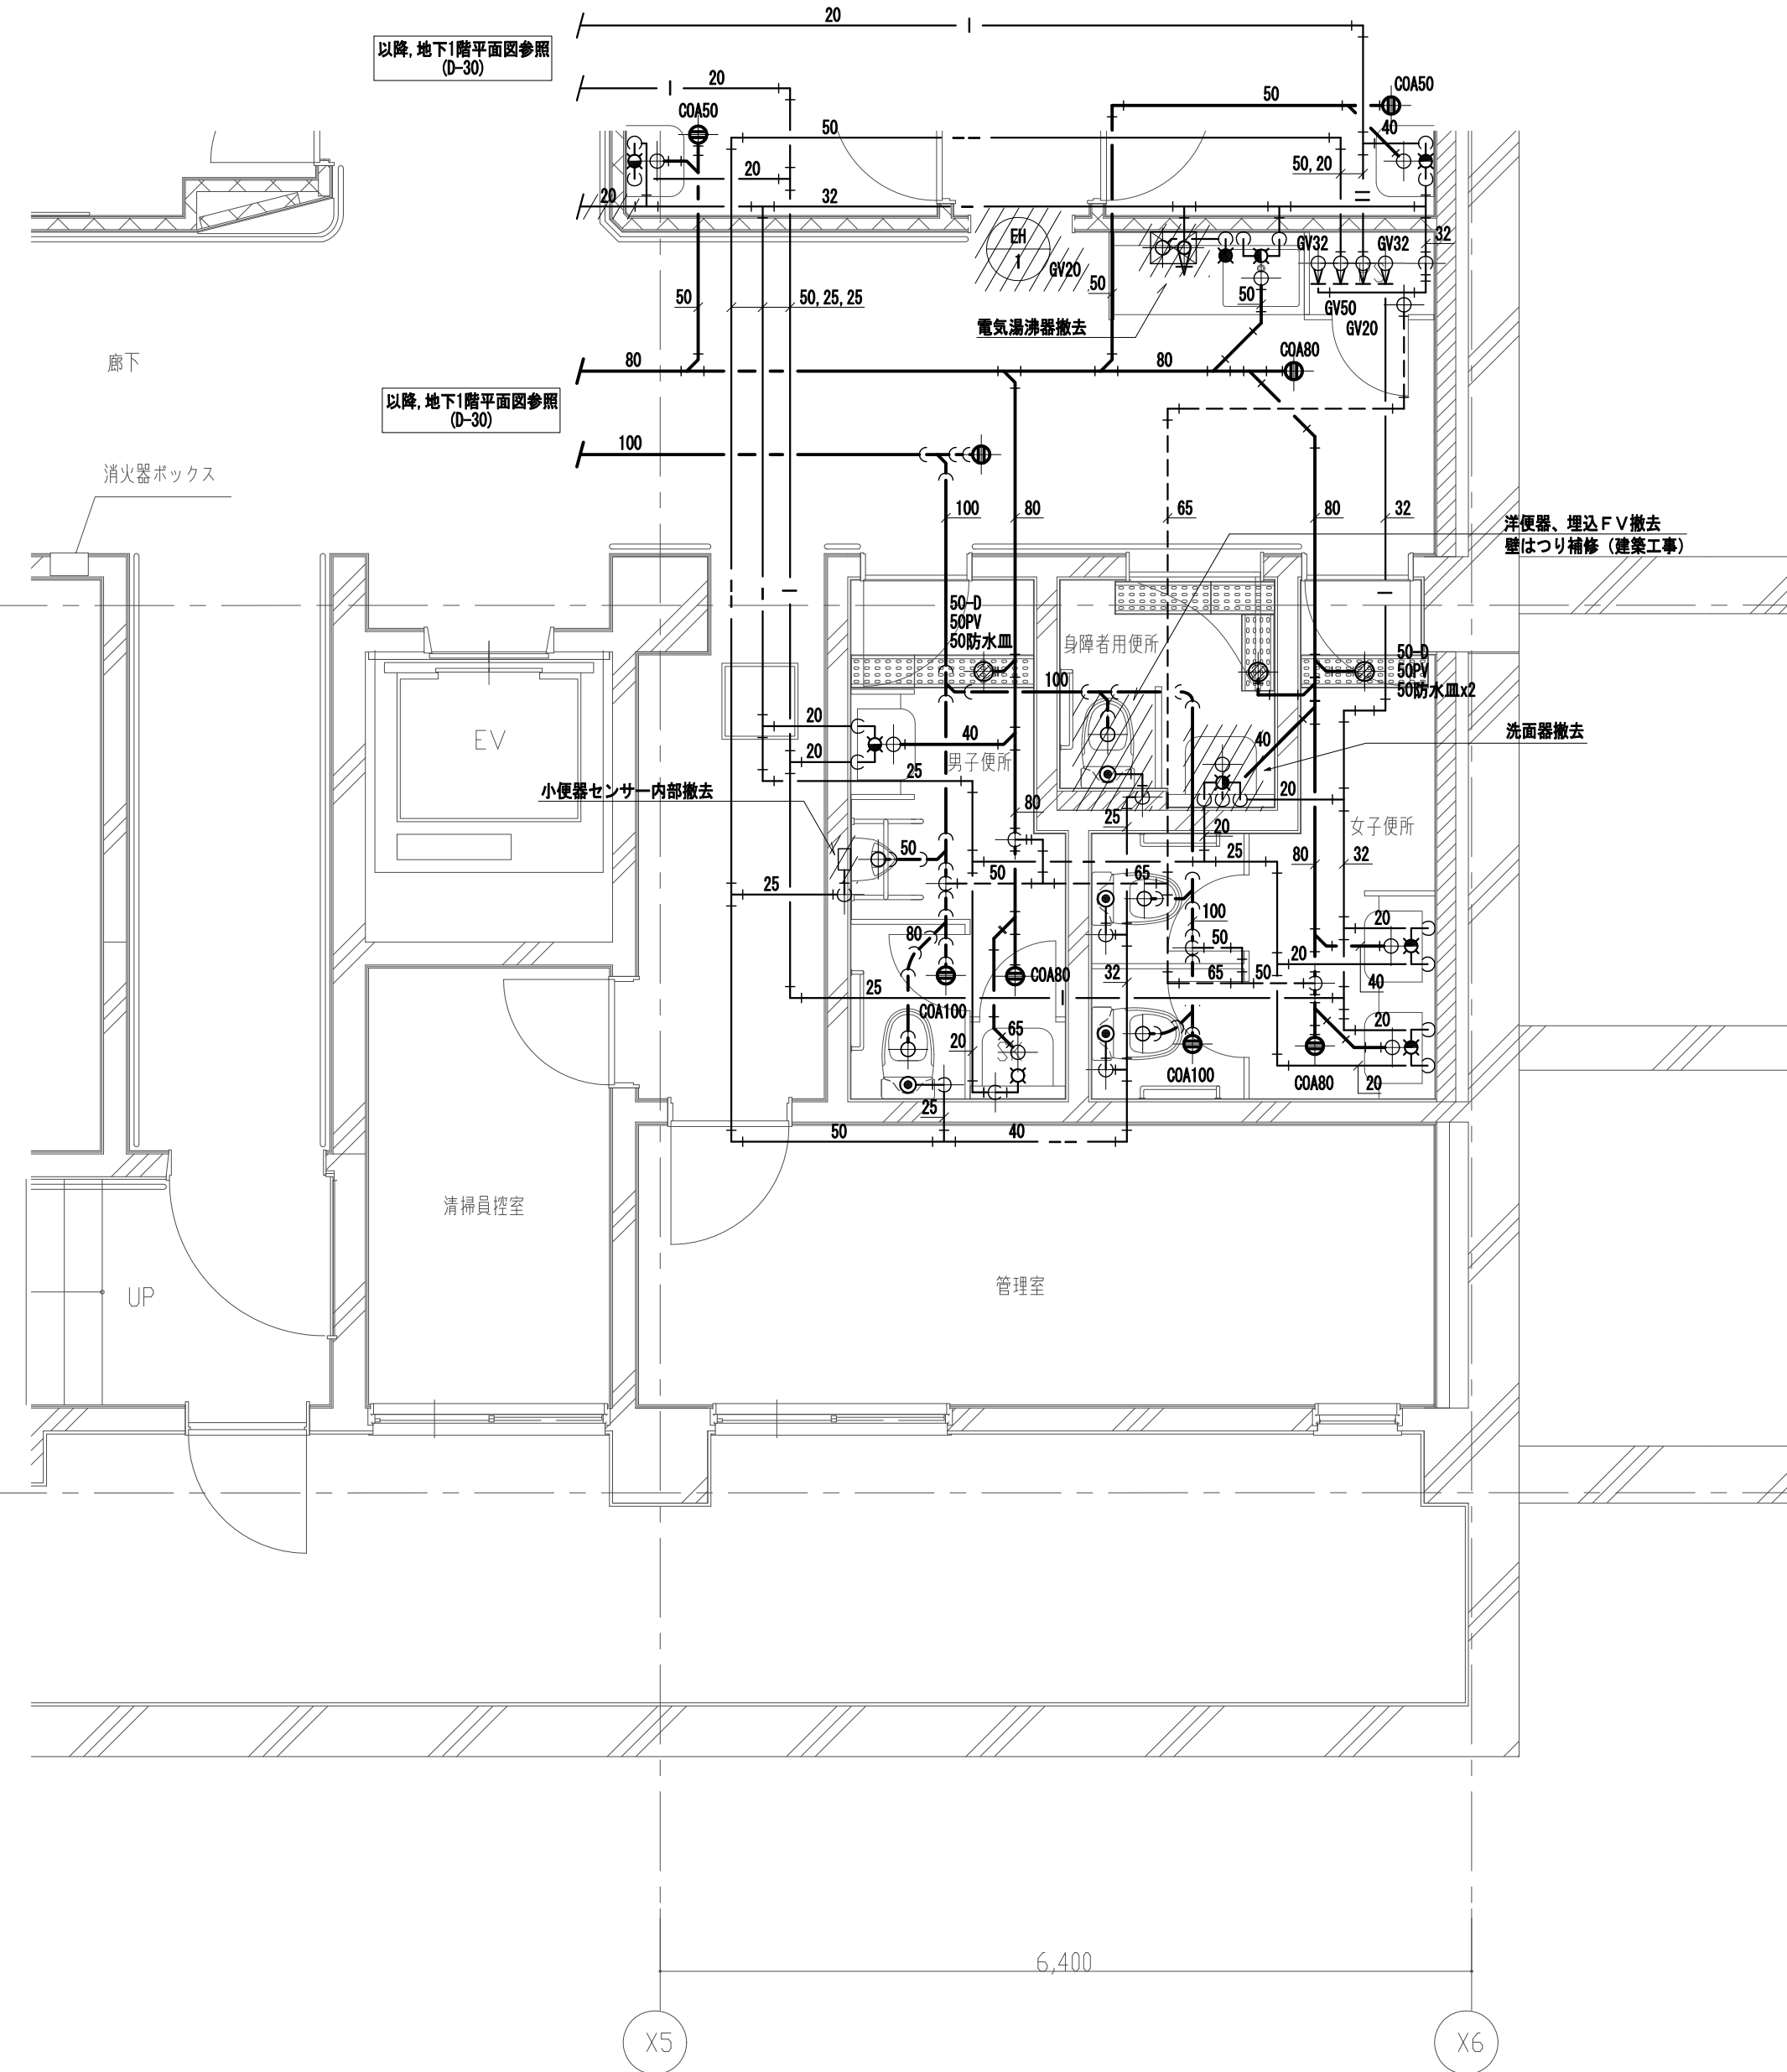 20
以降,地下1階平面図参照
(D-30)
20
COA50
50
COA50
40
50
20
50,20
20
32
EH
1
GV20
GV32
GV32
32
50
50
50
50,25,25
GV50
GV20
電気湯沸器撤去
廊下
80
80
COA80
以降,地下1階平面図参照
(D-30)
100
消火器ボックス
100
80
65
80
32
洋便器、埋込FV撤去
壁はつり補修(建築工事)
50-D
50PV
50防水皿
身障者用便所
50-D
50PV
50防水皿x2
100
20
40
EV
男子便所
40
洗面器撤去
20
25
小便器センサー内部撤去
20
80
25
20
女子便所
50
25
80
32
25
50
65
100
20
80
50
20
COA80
32
65
50
40
25
COA100
20
65
20
SK
COA100
COA80
20
25
50
40
清掃員控室
管理室
UP
6,400
X5
X6